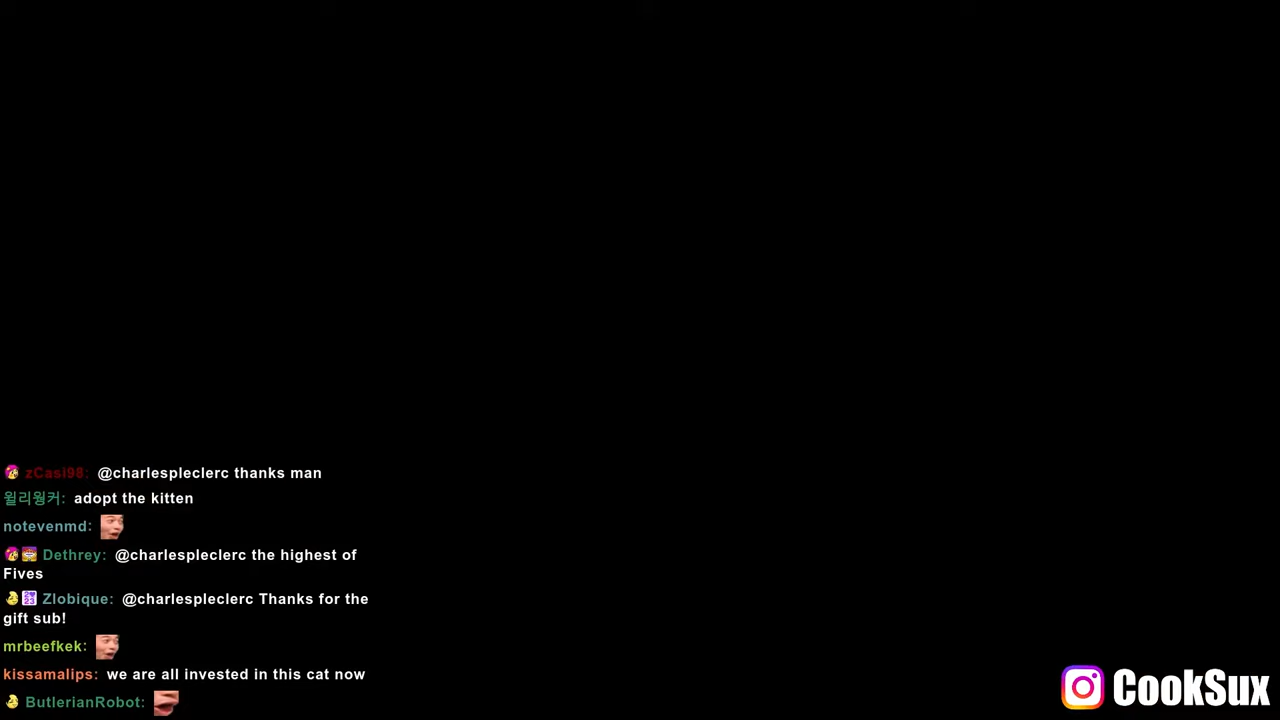 zCasi98: @charlespleclerc thanks man
윌리웡커: adopt the kitten
notevenmd:
Dethrey: @charlespleclerc the highest of
Fives
Zlobique: @charlespleclerc Thanks for the
gift sub!
mrbeefkek:
kissamalips: we are all invested in this cat now
ButlerianRobot:
CookSux